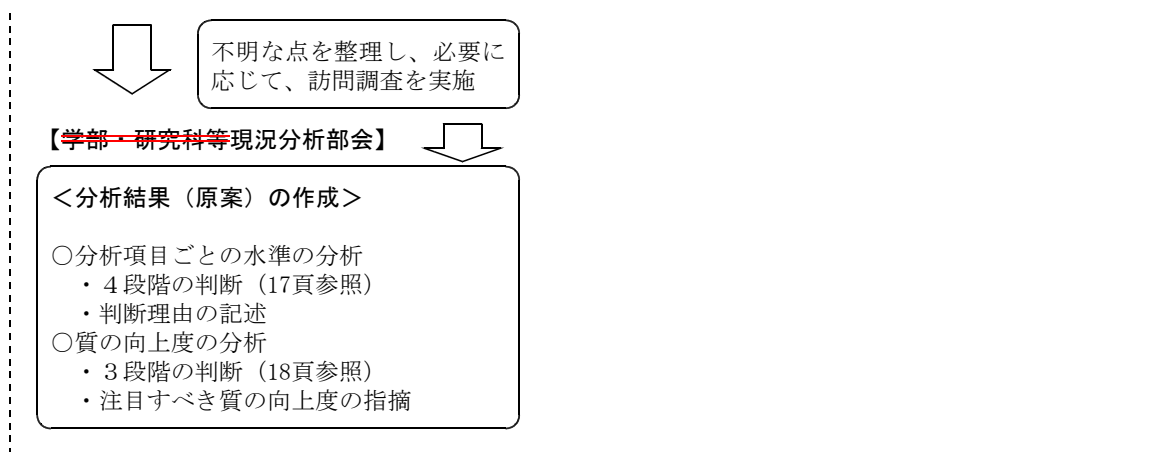 不明な点を整理し、必要に
応じて、訪問調査を実施
【学部・研究科等現況分析部会】
＜分析結果（原案）の作成＞
○分析項目ごとの水準の分析
・４段階の判断（17頁参照）
・判断理由の記述
○質の向上度の分析
・３段階の判断（18頁参照）
・注目すべき質の向上度の指摘